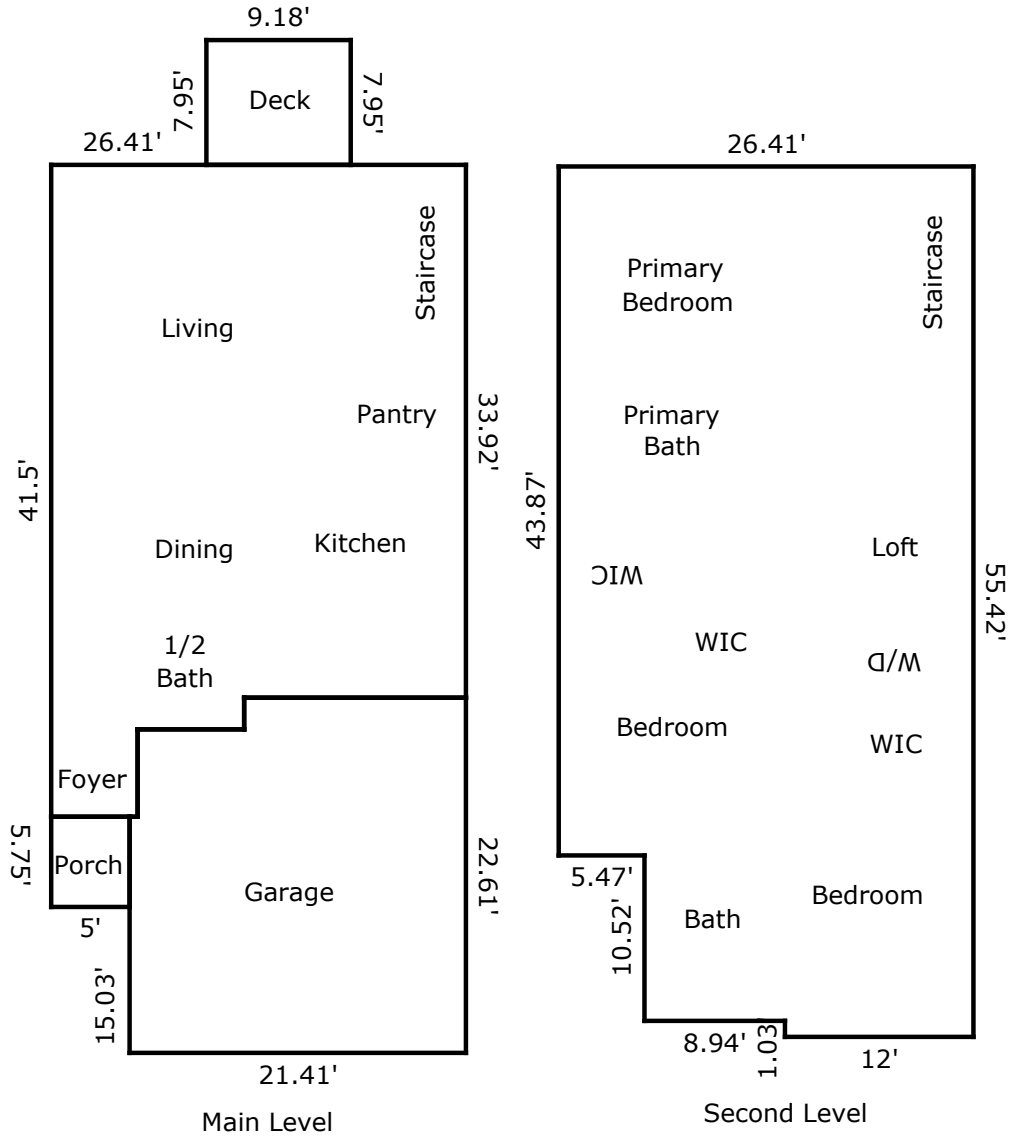 9.18'
7.95'
Deck
7.95'
26.41'
Staircase
Living
Pantry
33.92'
41.5'
Dining
Kitchen
1/2
Bath
Foyer
5.75'
Porch
Garage
22.61'
5'
15.03'
21.41'
Main Level
26.41'
Staircase
Primary
Bedroom
Primary
Bath
43.87'
Loft
WIC
55.42'
WIC
W/D
Bedroom
WIC
5.47'
10.52'
Bath
Bedroom
8.94'
1.03'
12'
Second Level